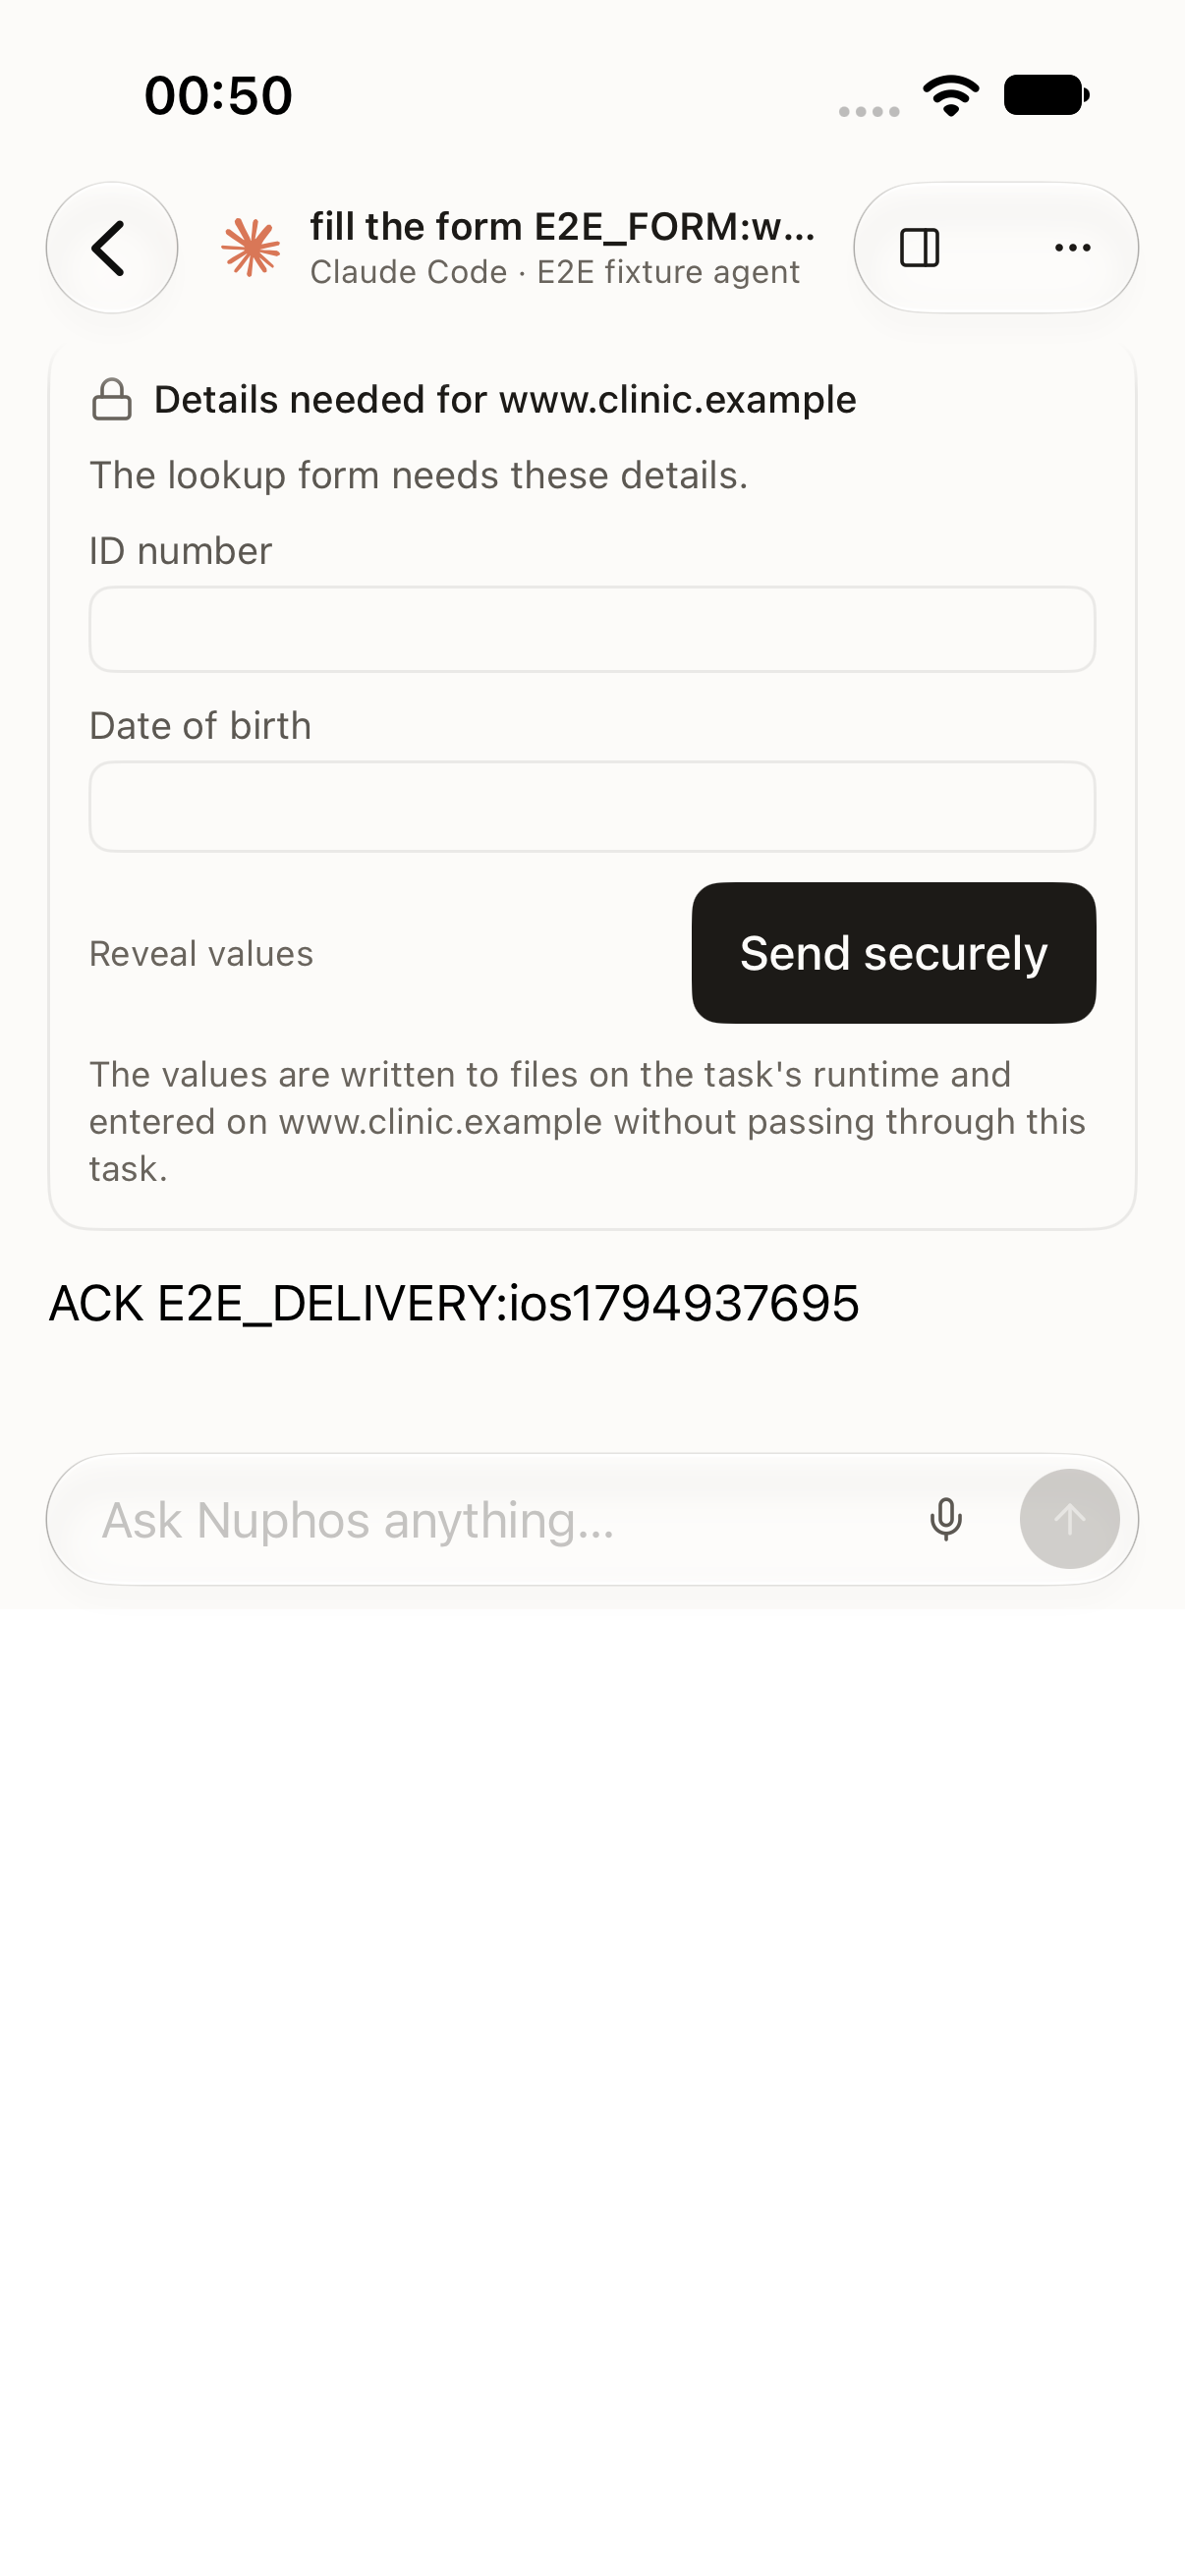 00:50
fill the form E2E_FORM:w...
Claude Code · E2E fixture agent
Details needed for www.clinic.example
The lookup form needs these details.
ID number
Date of birth
Reveal values
Send securely
The values are written to files on the task's runtime and
entered on www.clinic.example without passing through this
task.
ACK E2E_DELIVERY:ios1794937695
Ask Nuphos anything...